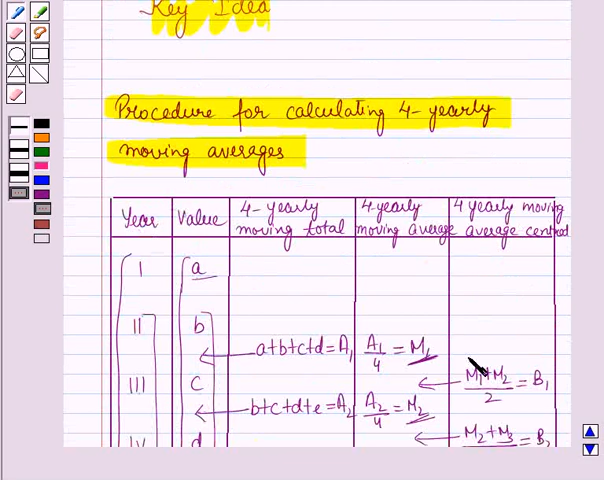 Key Idea
Procedure for calculating 4-yearly
moving averages
Year Value 4-yearly moving total 4 yearly moving average 4 yearly moving average centred
I a
II b
a+b+c+d=A₁ A₁/4 = M₁
III c (M₁+M₂)/2 = B₁
b+c+d+e=A₂ A₂/4 = M₂
IV d M₂+M₃ = B₂